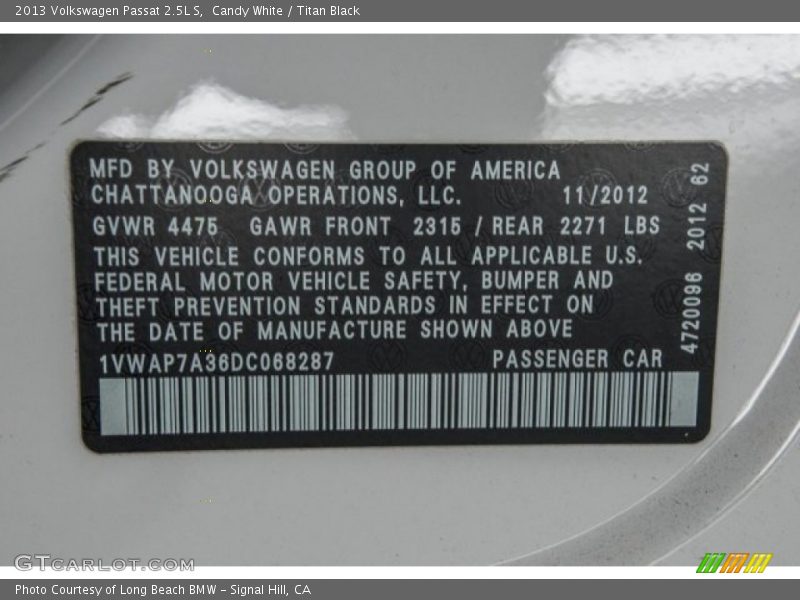 2013 Volkswagen Passat 2.5L S, Candy White / Titan Black
MFD BY VOLKSWAGEN GROUP OF AMERICA
CHATTANOOGA OPERATIONS, LLC. 11/2012
GVWR 4475 GAWR FRONT 2315 / REAR 2271 LBS
THIS VEHICLE CONFORMS TO ALL APPLICABLE U.S.
FEDERAL MOTOR VEHICLE SAFETY, BUMPER AND
THEFT PREVENTION STANDARDS IN EFFECT ON
THE DATE OF MANUFACTURE SHOWN ABOVE
1VWAP7A36DC068287 PASSENGER CAR
4720096 2012 62
GTCARLOT.COM
Photo Courtesy of Long Beach BMW - Signal Hill, CA